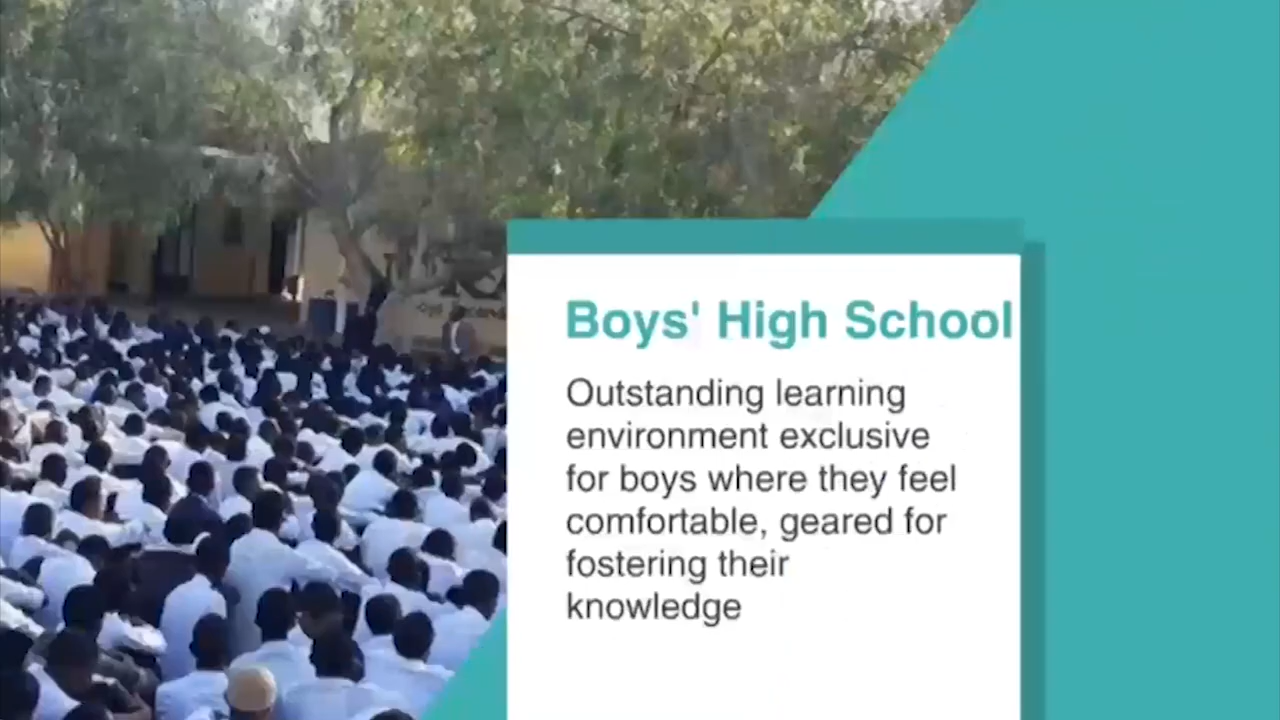 Boys' High School
Outstanding learning
environment exclusive
for boys where they feel
comfortable, geared for
fostering their
knowledge